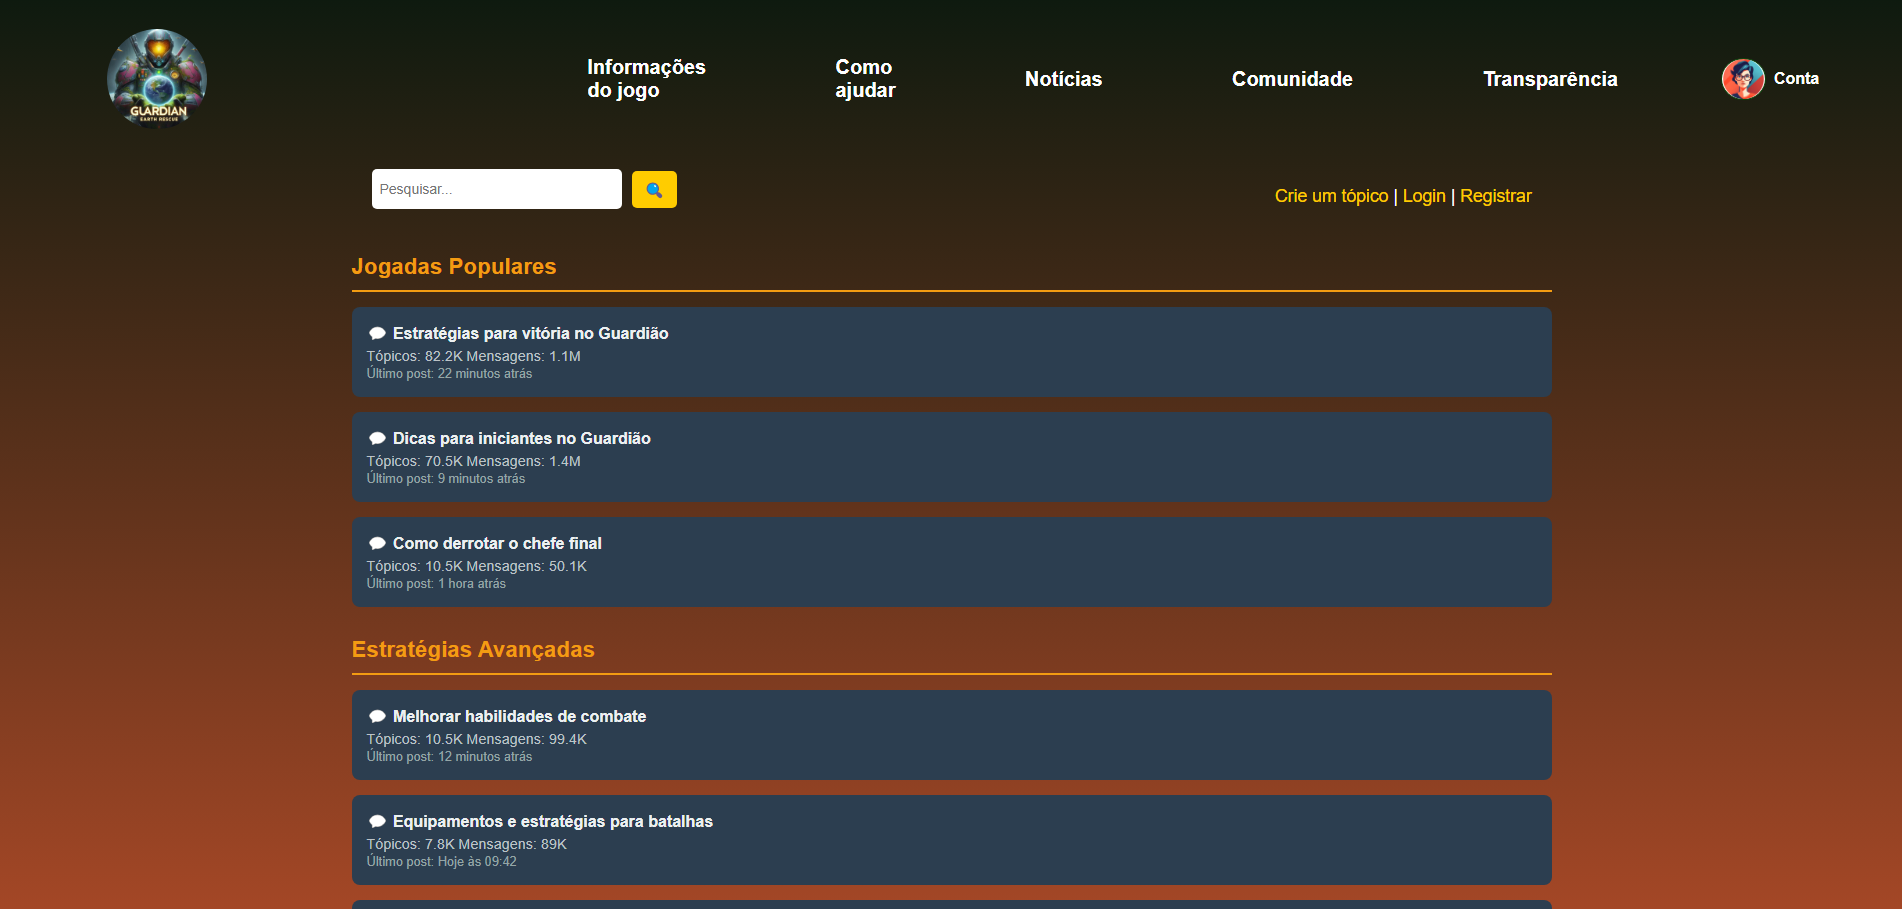 GUARDIAN
EARTH RESCUE
Informações
do jogo
Como
ajudar
Notícias
Comunidade
Transparência
Conta
Pesquisar...
Crie um tópico | Login | Registrar
Jogadas Populares
Estratégias para vitória no Guardião
Tópicos: 82.2K Mensagens: 1.1M
Último post: 22 minutos atrás
Dicas para iniciantes no Guardião
Tópicos: 70.5K Mensagens: 1.4M
Último post: 9 minutos atrás
Como derrotar o chefe final
Tópicos: 10.5K Mensagens: 50.1K
Último post: 1 hora atrás
Estratégias Avançadas
Melhorar habilidades de combate
Tópicos: 10.5K Mensagens: 99.4K
Último post: 12 minutos atrás
Equipamentos e estratégias para batalhas
Tópicos: 7.8K Mensagens: 89K
Último post: Hoje às 09:42